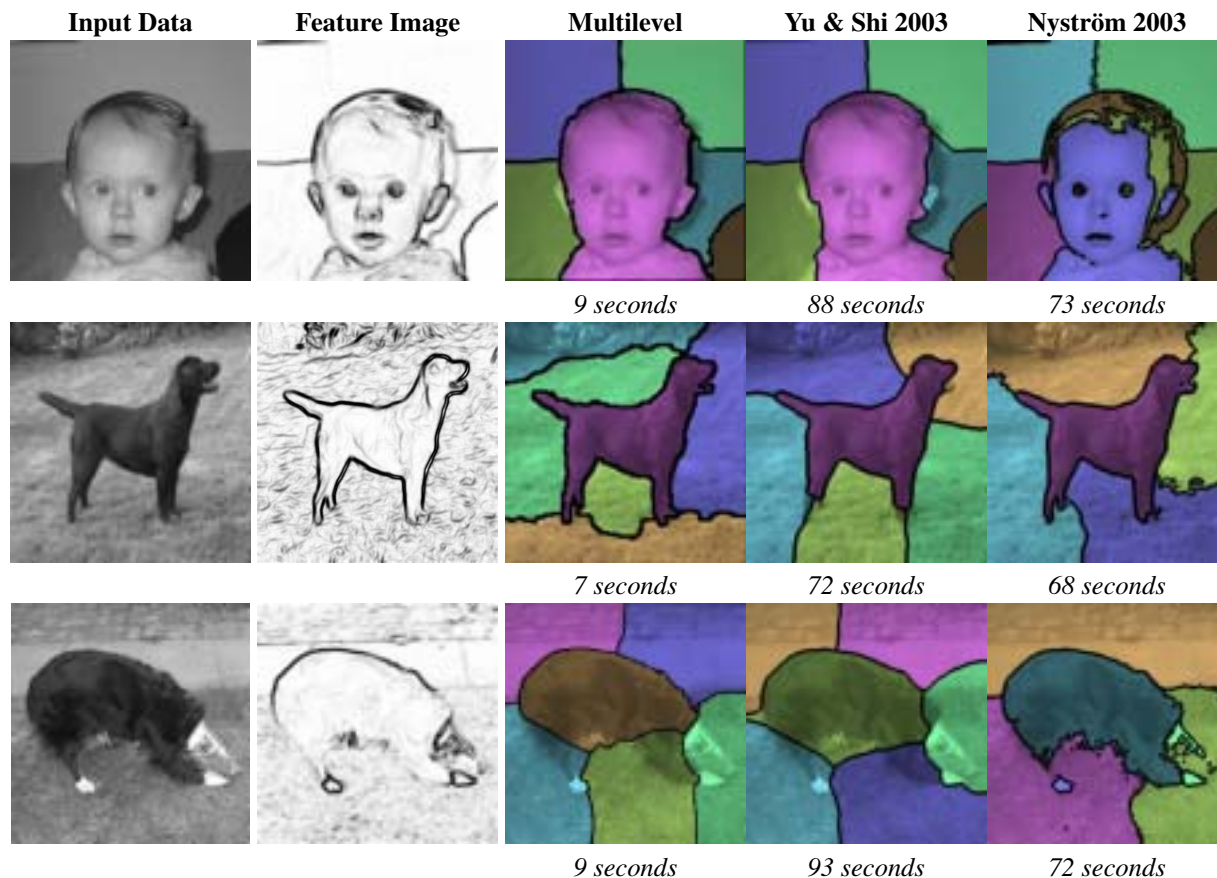 Input Data Feature Image Multilevel Yu & Shi 2003 Nyström 2003
9 seconds 88 seconds 73 seconds
7 seconds 72 seconds 68 seconds
9 seconds 93 seconds 72 seconds